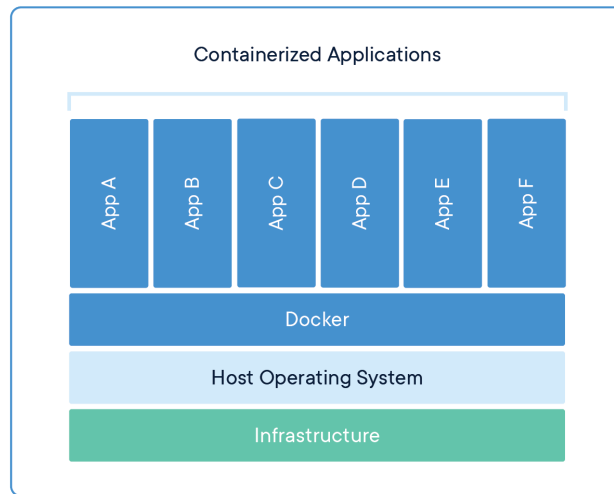 Containerized Applications
App A
App B
App C
App D
App E
App F
Docker
Host Operating System
Infrastructure